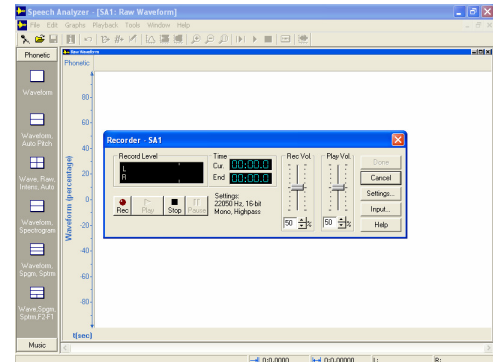 Speech Analyzer - [SA1: Raw Waveform]
File Edit Graphs Playback Tools Window Help
Phonetic
Raw Waveform
Phonetic
Waveform
Waveform,
Auto Pitch
Wave, Raw,
Intens, Auto
Waveform,
Spectrogram
Waveform,
Spgm, Sptrm
Wave,Spgm,
Sptrm,F2-F1
Music
Waveform (percentage)
80-
60-
40-
20-
0-
-20-
-40-
-60-
-80-
t(sec)
Recorder - SA1
Record Level
L
R
Time
Cur. 00:00.0
End 00:00.0
Rec Vol.
Play Vol.
Done
Cancel
Settings...
Input...
Help
Rec
Play
Stop
Pause
Settings:
22050 Hz, 16-bit
Mono, Highpass
50 %
50 %
0:0.0000
0:0.00000
L:
R: